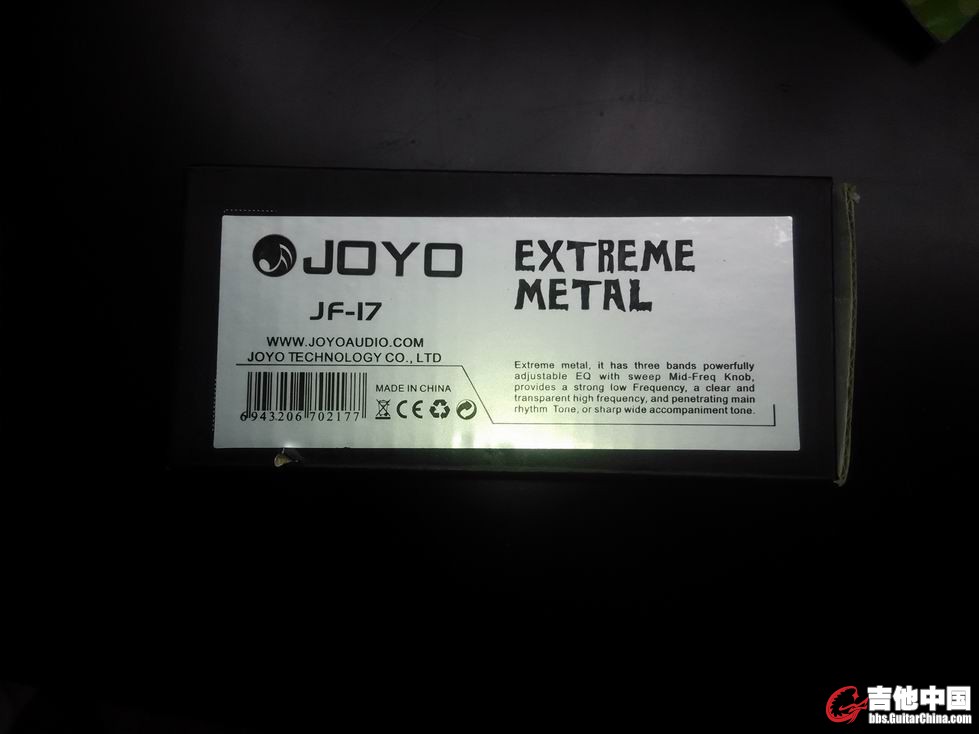 JOYO
JF-17
WWW.JOYOAUDIO.COM
JOYO TECHNOLOGY CO., LTD
MADE IN CHINA
6943206 702177
CE
EXTREME
METAL
Extreme metal, it has three bands powerfully
adjustable EQ with sweep Mid-Freq Knob,
provides a strong low Frequency, a clear and
transparent high frequency, and penetrating main
rhythm Tone, or sharp wide accompaniment tone.
吉他中国
bbs.GuitarChina.com